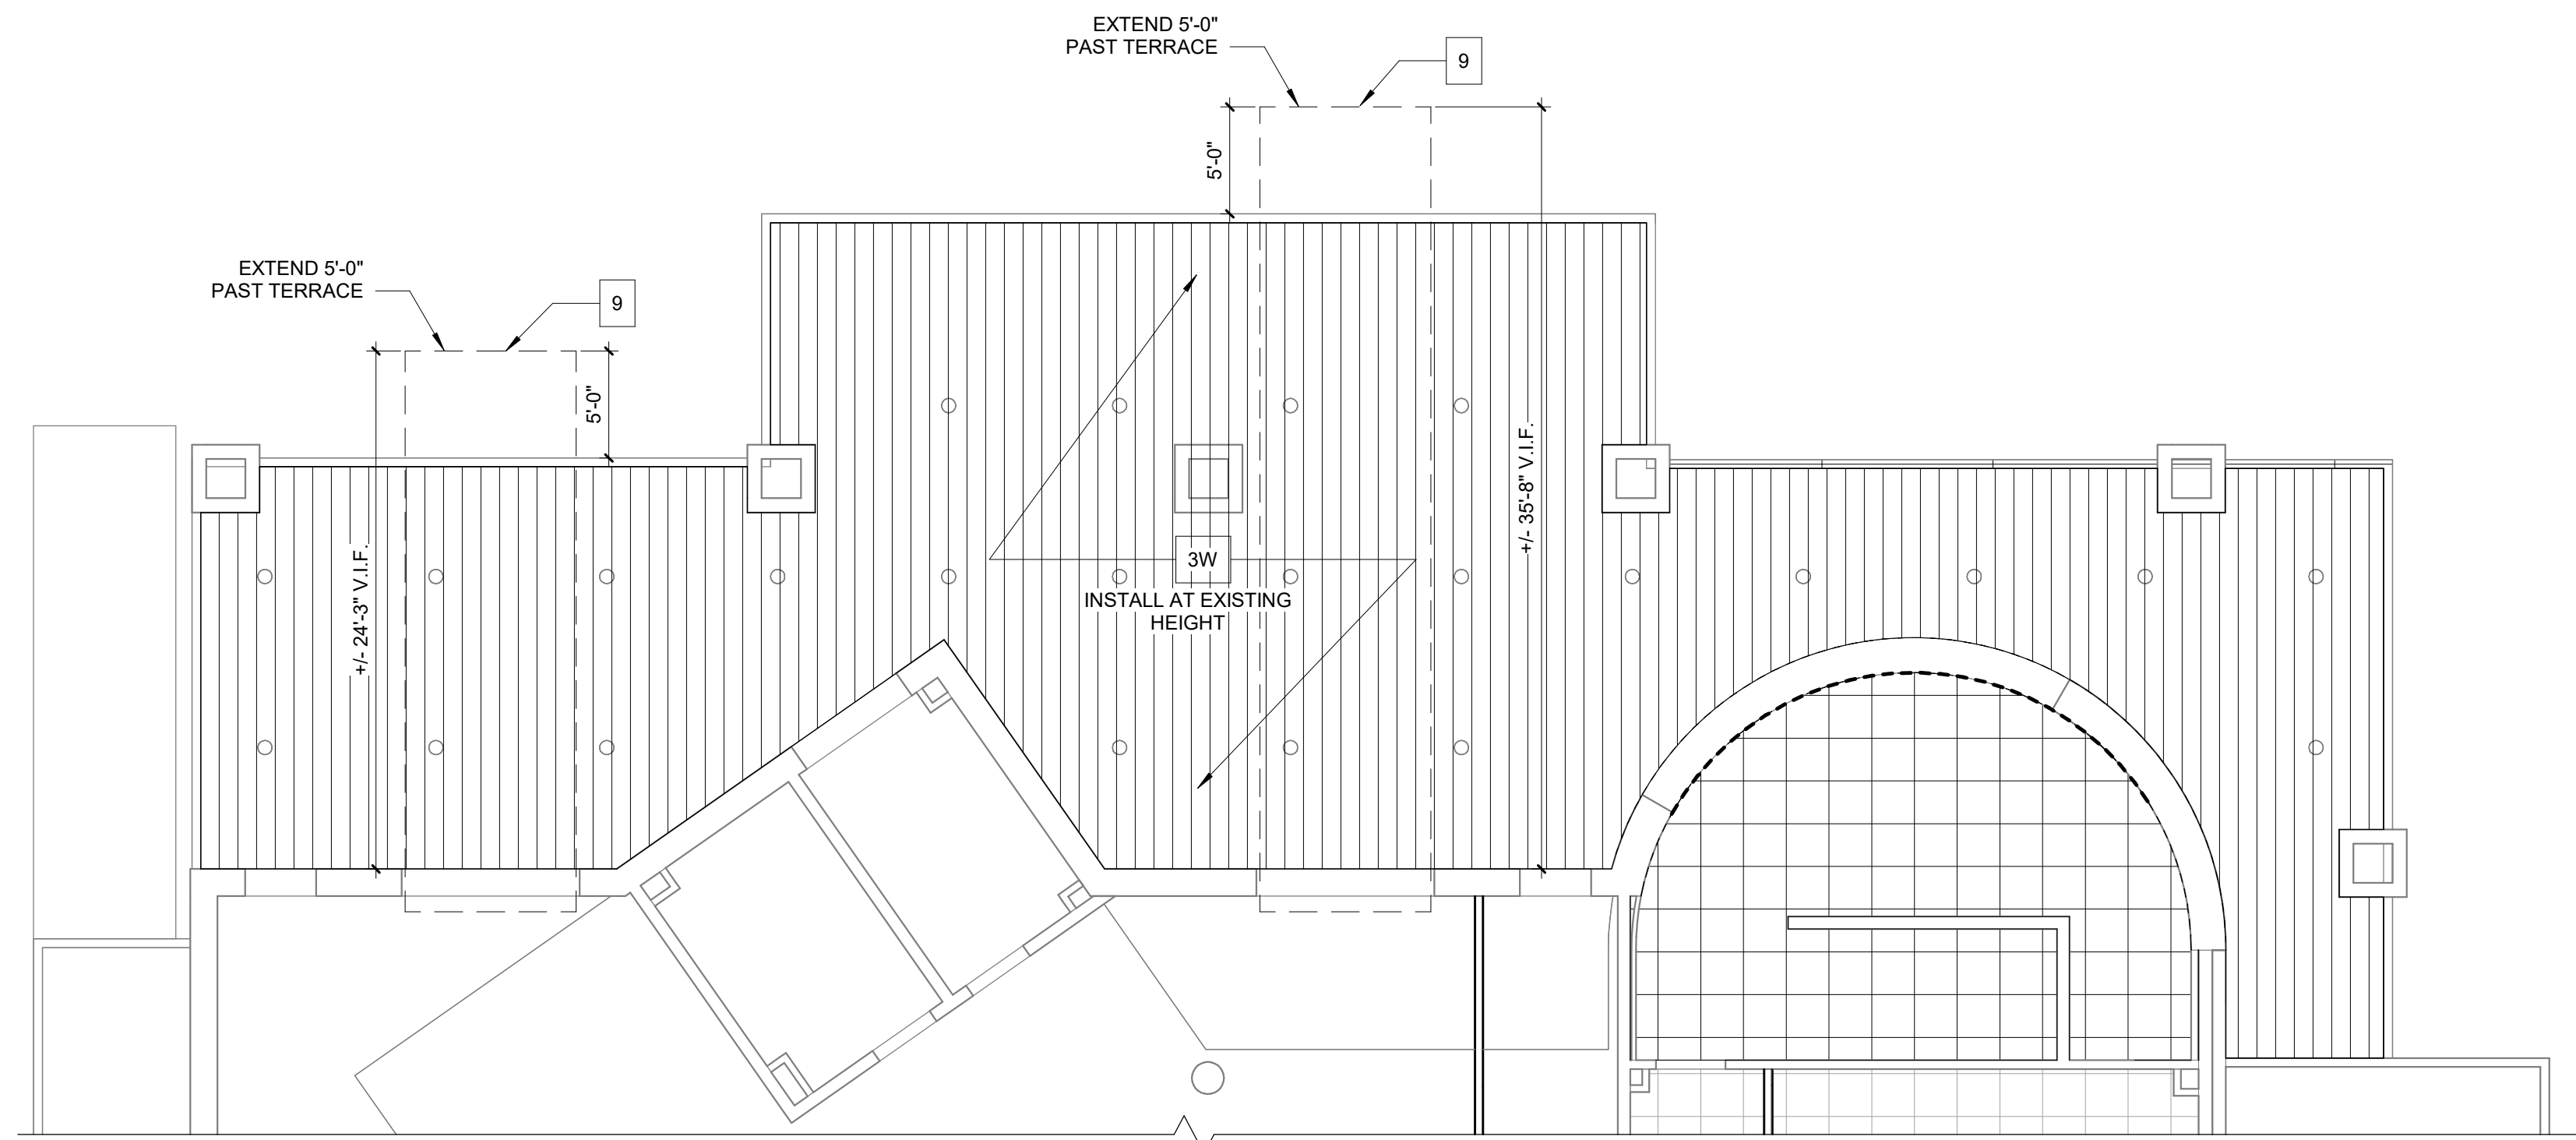 EXTEND 5'-0"
PAST TERRACE
9
5'-0"
EXTEND 5'-0"
PAST TERRACE
9
5'-0"
+/- 24'-3" V.I.F.
+/- 35'-8" V.I.F.
3W
INSTALL AT EXISTING
HEIGHT